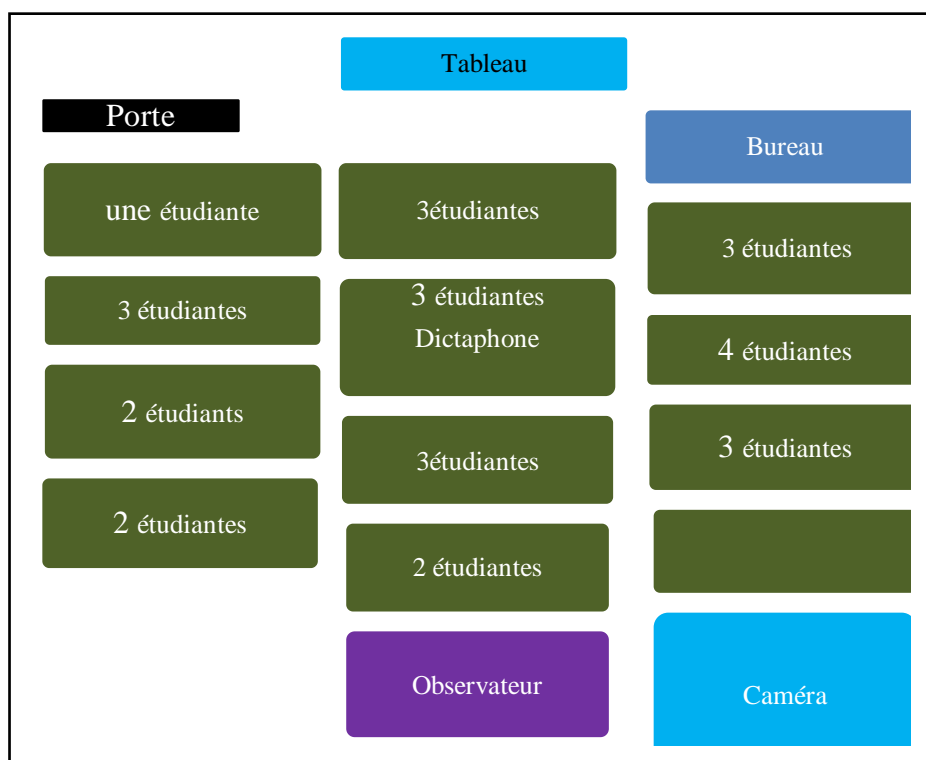 Tableau
Porte
Bureau
une étudiante
3étudiantes
3 étudiantes
3 étudiantes
3 étudiantes
Dictaphone
4 étudiantes
2 étudiants
3étudiantes
3 étudiantes
2 étudiantes
2 étudiantes
Observateur
Caméra